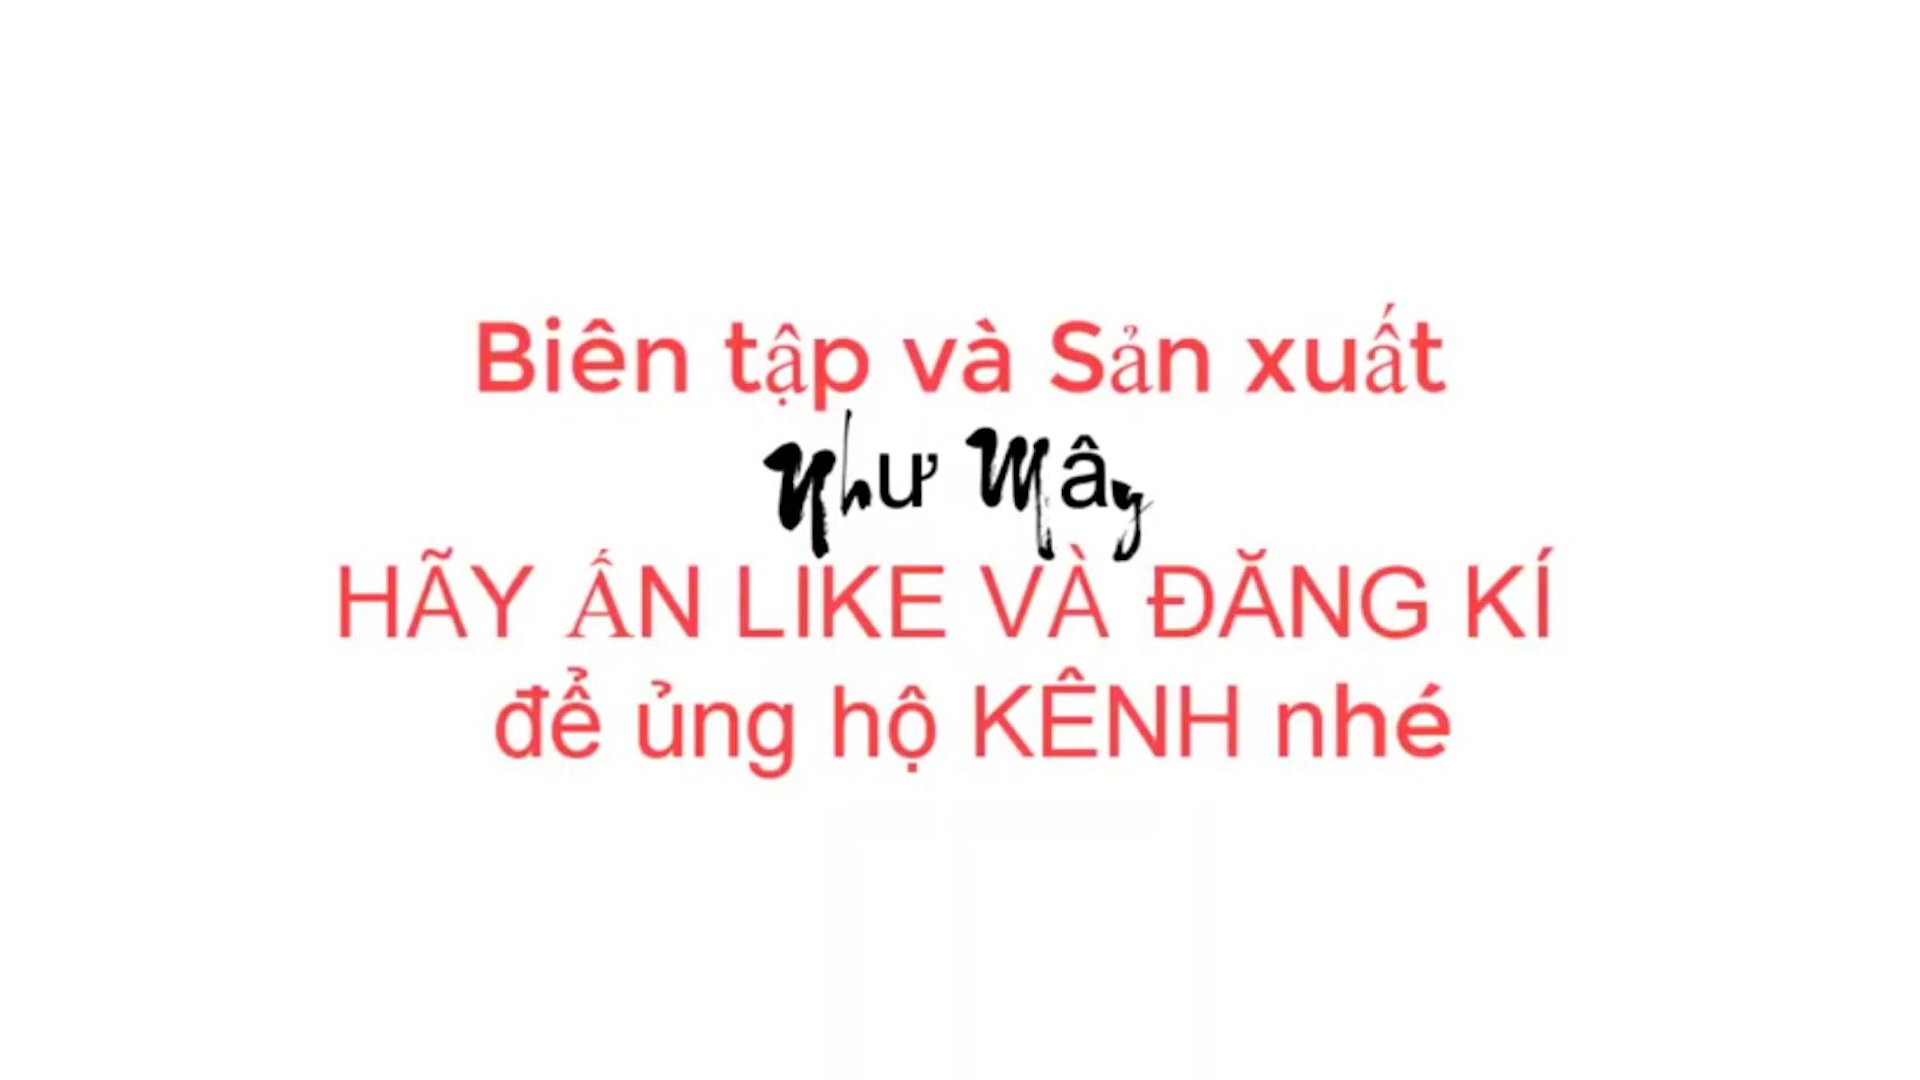 Biên tập và Sản xuất
Như Mây
HÃY ẤN LIKE VÀ ĐĂNG KÍ
để ủng hộ KÊNH nhé